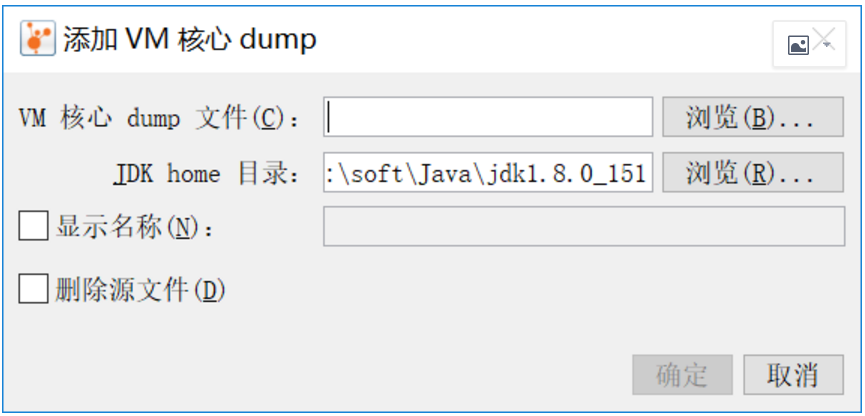 添加 VM 核心 dump
VM 核心 dump 文件(C): 浏览(B)...
JDK home 目录: :\soft\Java\jdk1.8.0_151 浏览(R)...
显示名称(N):
删除源文件(D)
确定 取消